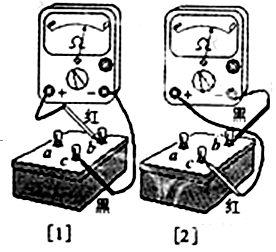 Ω Ω
+ − + −
红 黑
a b c a b c
黑 红
[1] [2]